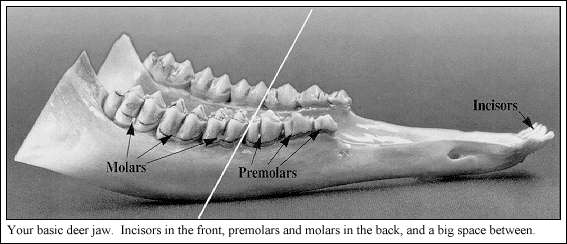 Incisors
Molars
Premolars
Your basic deer jaw. Incisors in the front, premolars and molars in the back, and a big space between.